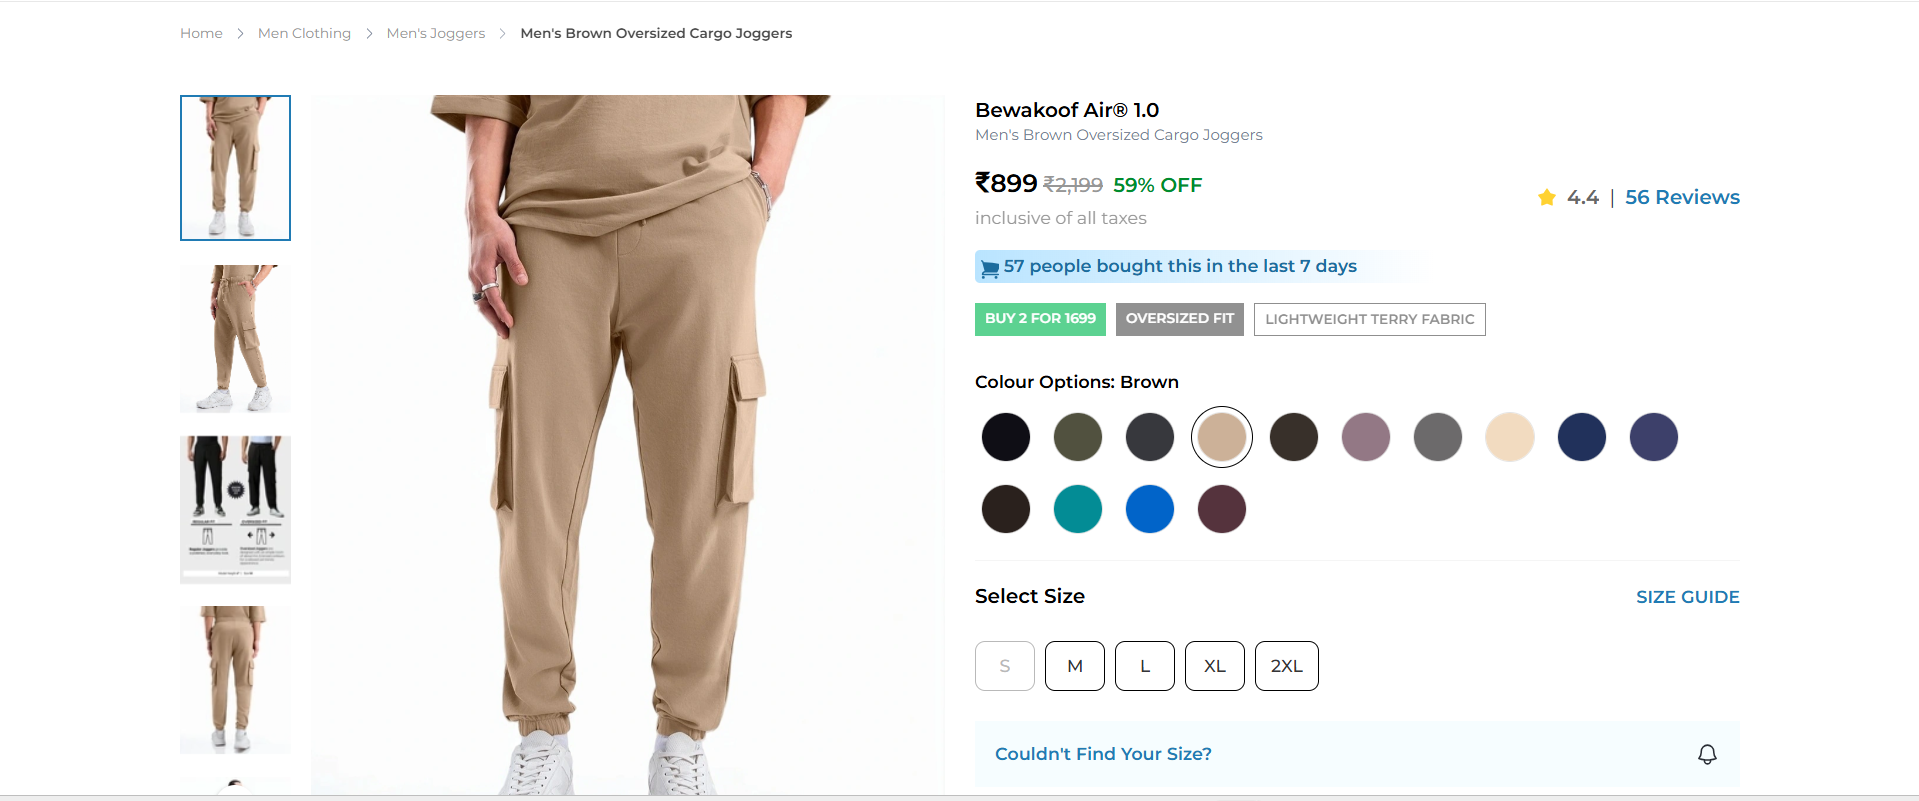 Home > Men Clothing > Men's Joggers > Men's Brown Oversized Cargo Joggers
Bewakoof Air® 1.0
Men's Brown Oversized Cargo Joggers
₹899 ₹2,199 59% OFF
4.4 | 56 Reviews
inclusive of all taxes
57 people bought this in the last 7 days
BUY 2 FOR 1699 OVERSIZED FIT LIGHTWEIGHT TERRY FABRIC
Colour Options: Brown
Select Size SIZE GUIDE
S M L XL 2XL
Couldn't Find Your Size?